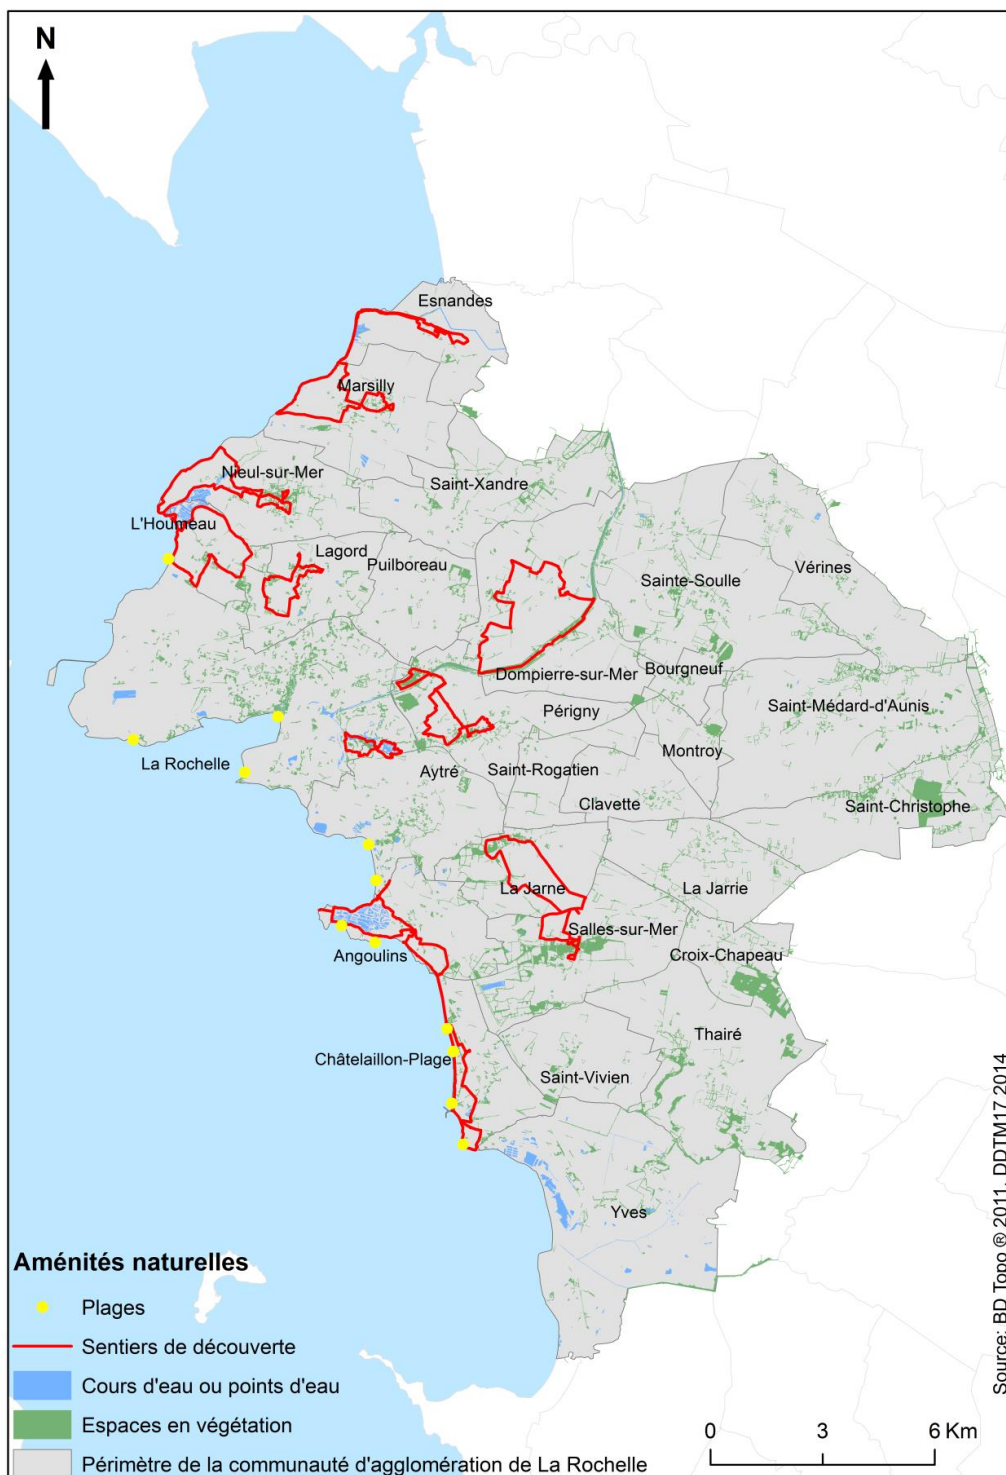 N
Esnandes
Marsilly
Nieul-sur-Mer
Saint-Xandre
L'Houmeau
Lagord
Puilboreau
Sainte-Soulle
Vérines
Dompierre-sur-Mer
Bourgneuf
Périgny
Saint-Médard-d'Aunis
Montroy
La Rochelle
Aytré
Saint-Rogatien
Clavette
Saint-Christophe
La Jarne
La Jarrie
Salles-sur-Mer
Angoulins
Croix-Chapeau
Thairé
Châtelaillon-Plage
Saint-Vivien
Yves
Aménités naturelles
Plages
Sentiers de découverte
Cours d'eau ou points d'eau
Espaces en végétation
Périmètre de la communauté d'agglomération de La Rochelle
0 3 6 Km
Source: BD Topo ® 2011, DDTM17 2014